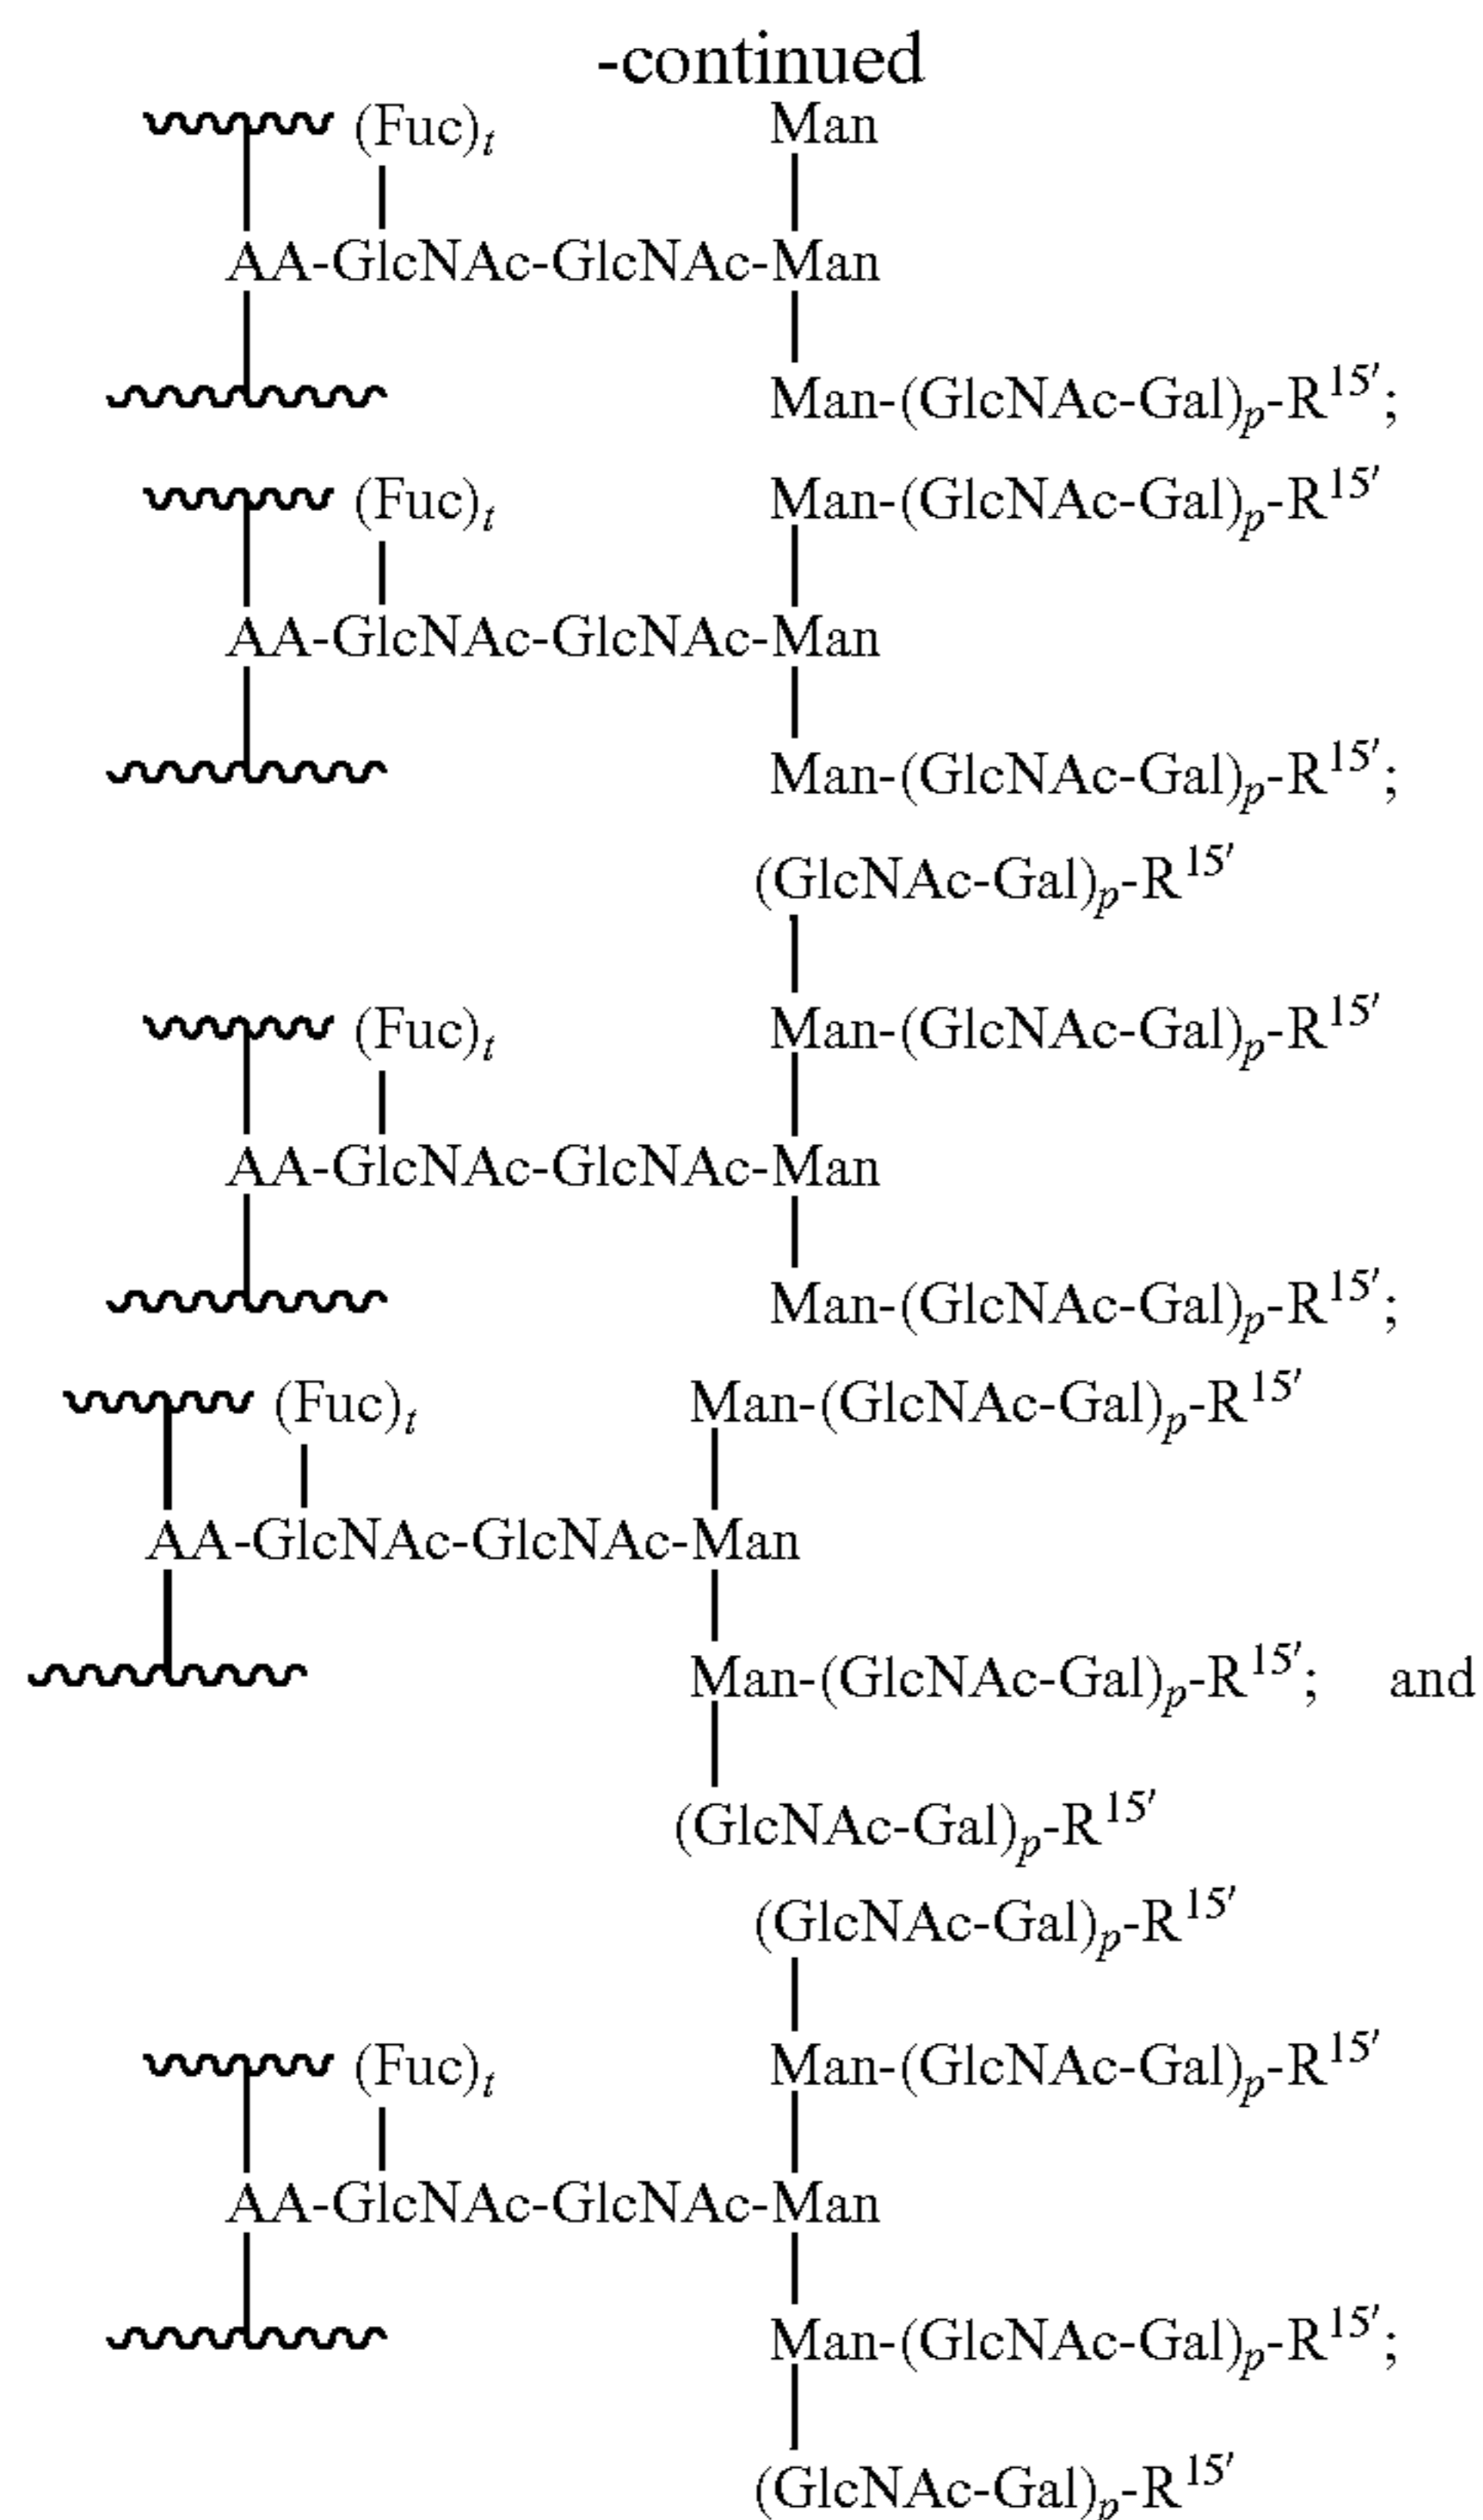 -continued
(Fuc)t Man
AA-GlcNAc-GlcNAc-Man
Man-(GlcNAc-Gal)p-R15′;
(Fuc)t Man-(GlcNAc-Gal)p-R15′
AA-GlcNAc-GlcNAc-Man
Man-(GlcNAc-Gal)p-R15′;
(GlcNAc-Gal)p-R15′
(Fuc)t Man-(GlcNAc-Gal)p-R15′
AA-GlcNAc-GlcNAc-Man
Man-(GlcNAc-Gal)p-R15′;
(Fuc)t Man-(GlcNAc-Gal)p-R15′
AA-GlcNAc-GlcNAc-Man
Man-(GlcNAc-Gal)p-R15′; and
(GlcNAc-Gal)p-R15′
(GlcNAc-Gal)p-R15′
(Fuc)t Man-(GlcNAc-Gal)p-R15′
AA-GlcNAc-GlcNAc-Man
Man-(GlcNAc-Gal)p-R15′;
(GlcNAc-Gal)p-R15′